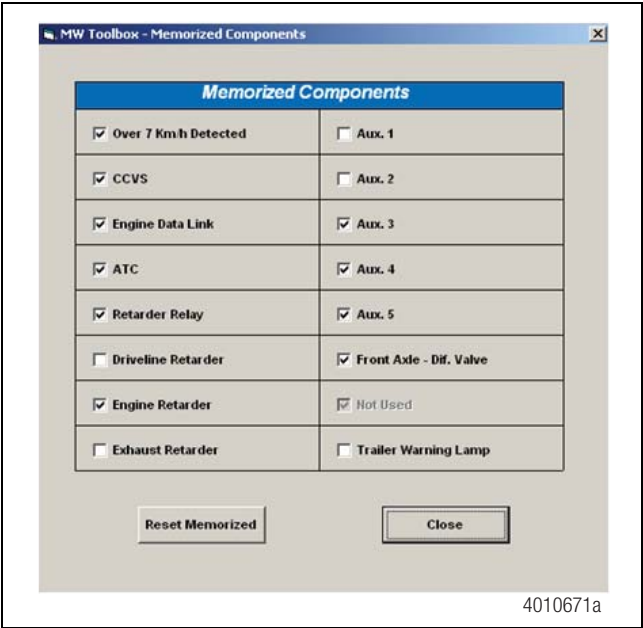 MW Toolbox - Memorized Components
Memorized Components
Over 7 Km/h Detected
Aux. 1
CCVS
Aux. 2
Engine Data Link
Aux. 3
ATC
Aux. 4
Retarder Relay
Aux. 5
Driveline Retarder
Front Axle - Dif. Valve
Engine Retarder
Not Used
Exhaust Retarder
Trailer Warning Lamp
Reset Memorized
Close
4010671a